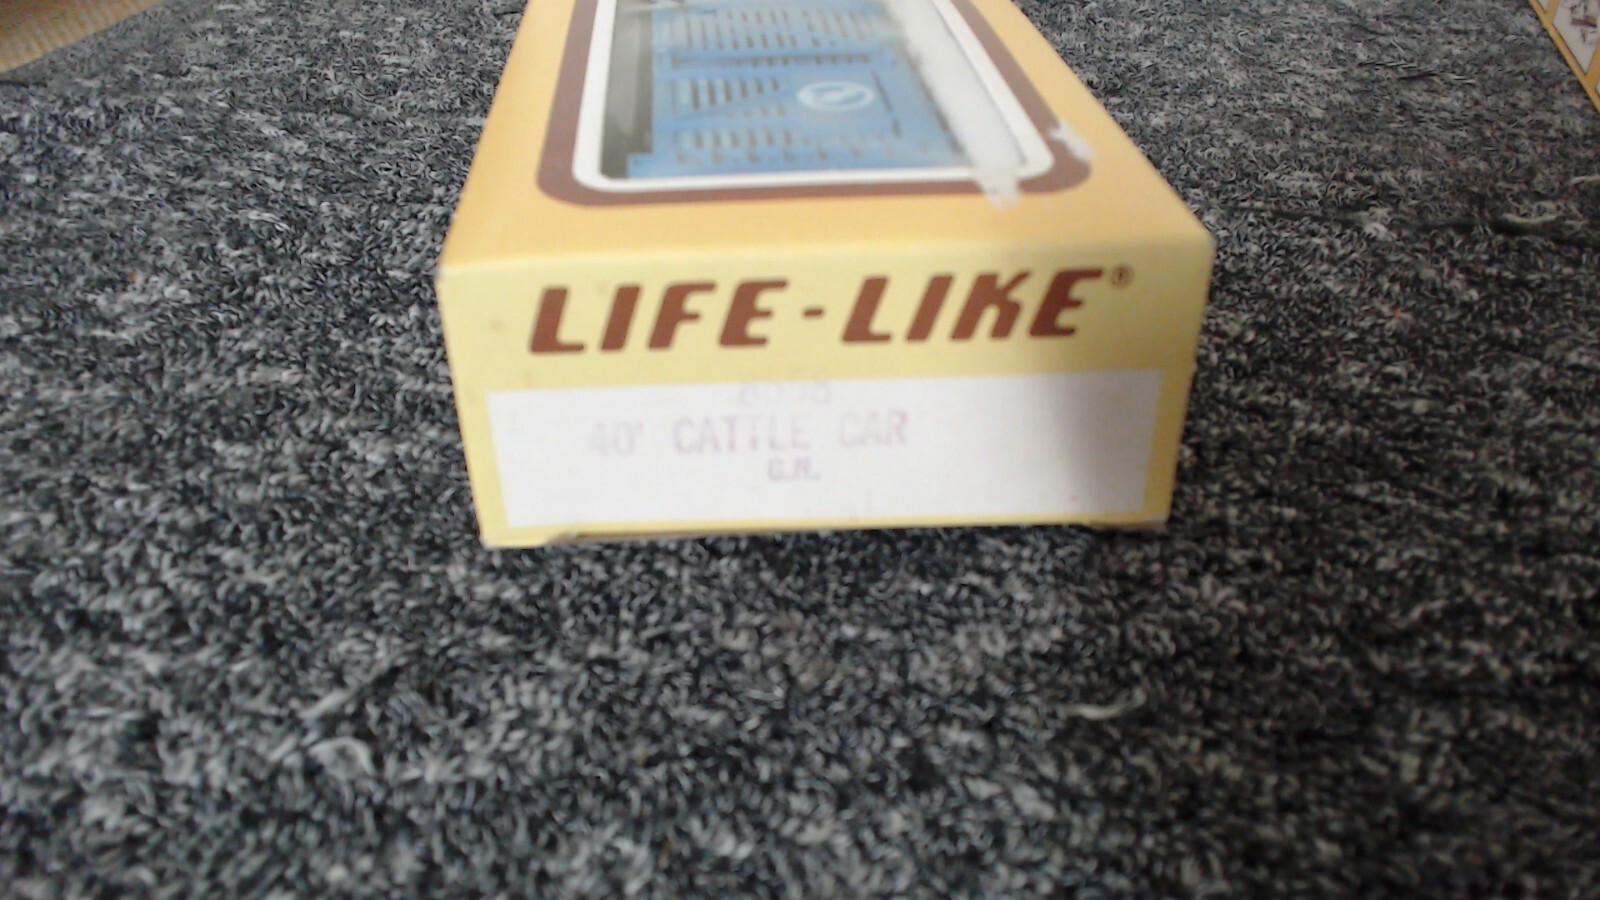 LIFE-LIKE®
40' CATTLE CAR
G.N.